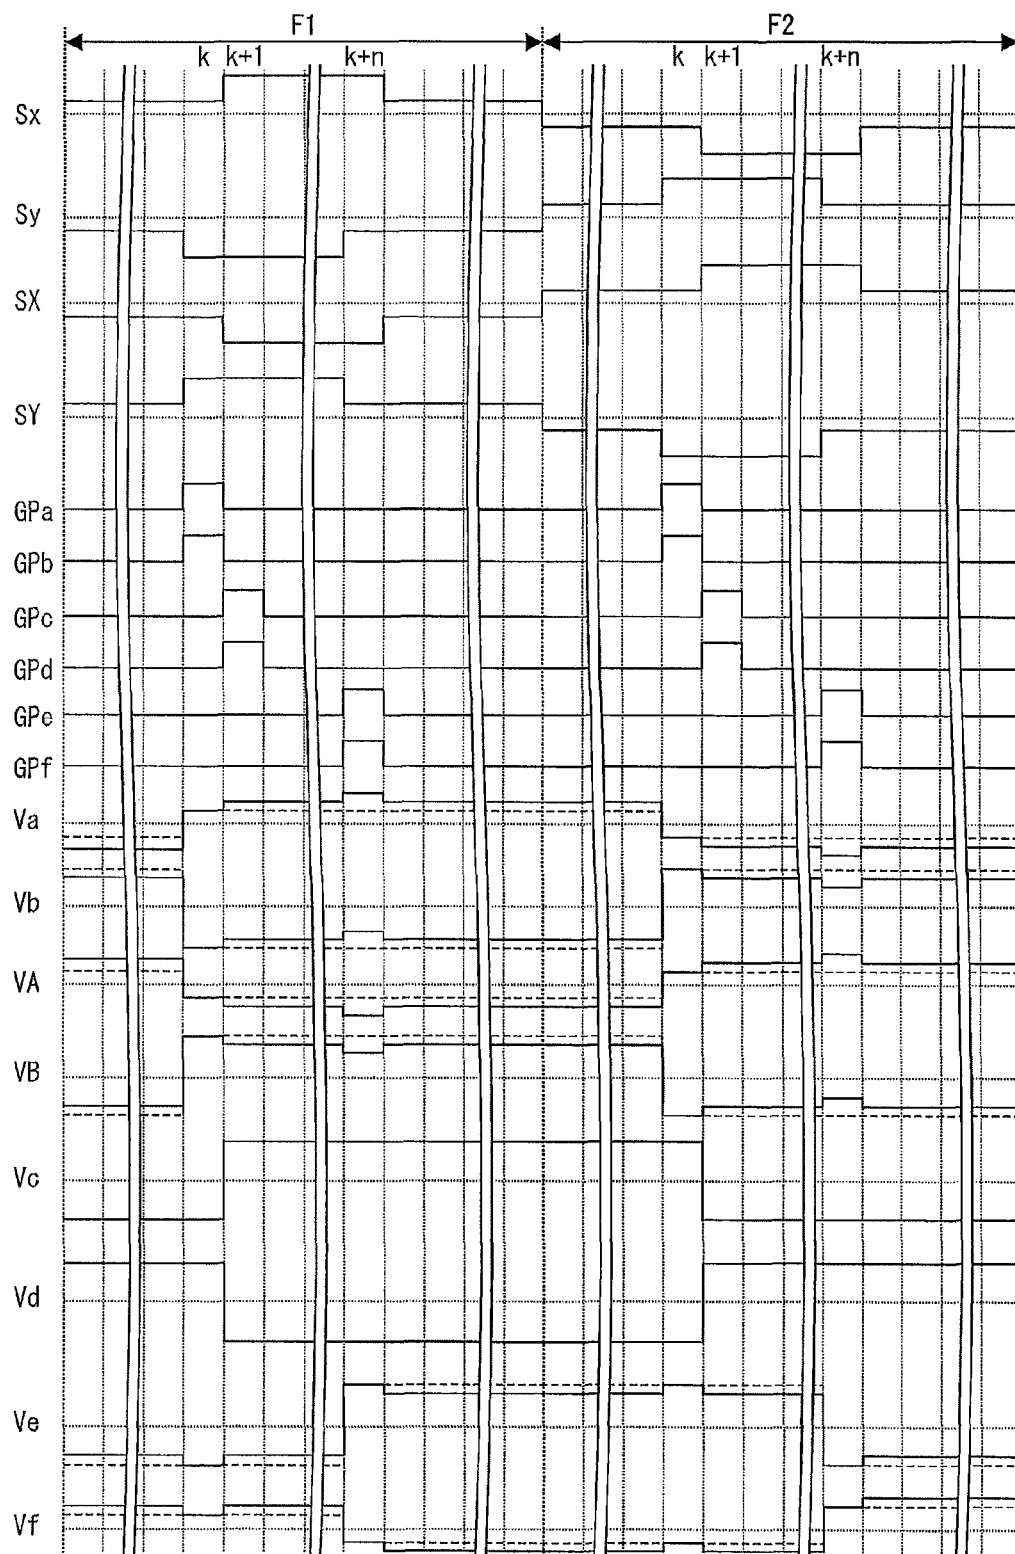 F1 F2
k k+1 k+n k k+1 k+n
Sx
Sy
SX
SY
GPa
GPb
GPc
GPd
GPe
GPf
Va
Vb
VA
VB
Vc
Vd
Ve
Vf